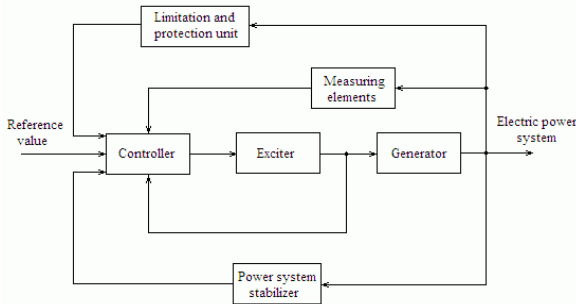 Limitation and
protection unit
Measuring
elements
Reference
value
Electric power
system
Controller
Exciter
Generator
Power system
stabilizer